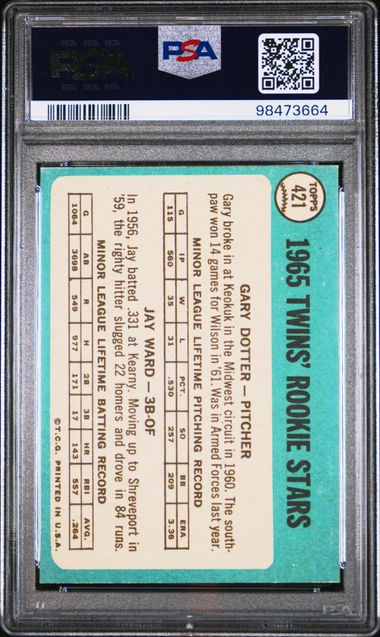 PSA
PSA
98473664
TOPPS
421
1965 TWINS' ROOKIE STARS
GARY DOTTER — PITCHER
Gary broke in at Keokuk in the Midwest circuit in 1960. The south-
paw won 14 games for Wilson in '61. Was in Armed Forces last year.
MINOR LEAGUE LIFETIME PITCHING RECORD
G IP W L PCT. SO BB ERA
115 560 35 31 .530 257 209 3.36
JAY WARD — 3B-OF
In 1956, Jay batted .331 at Kearny. Moving up to Shreveport in
'59, the righty hitter slugged 22 homers and drove in 84 runs.
MINOR LEAGUE LIFETIME BATTING RECORD
G AB R H 2B 3B HR RBI AVG.
1084 3698 549 977 171 17 143 557 .264
©T.C.G. PRINTED IN U.S.A.
PSA